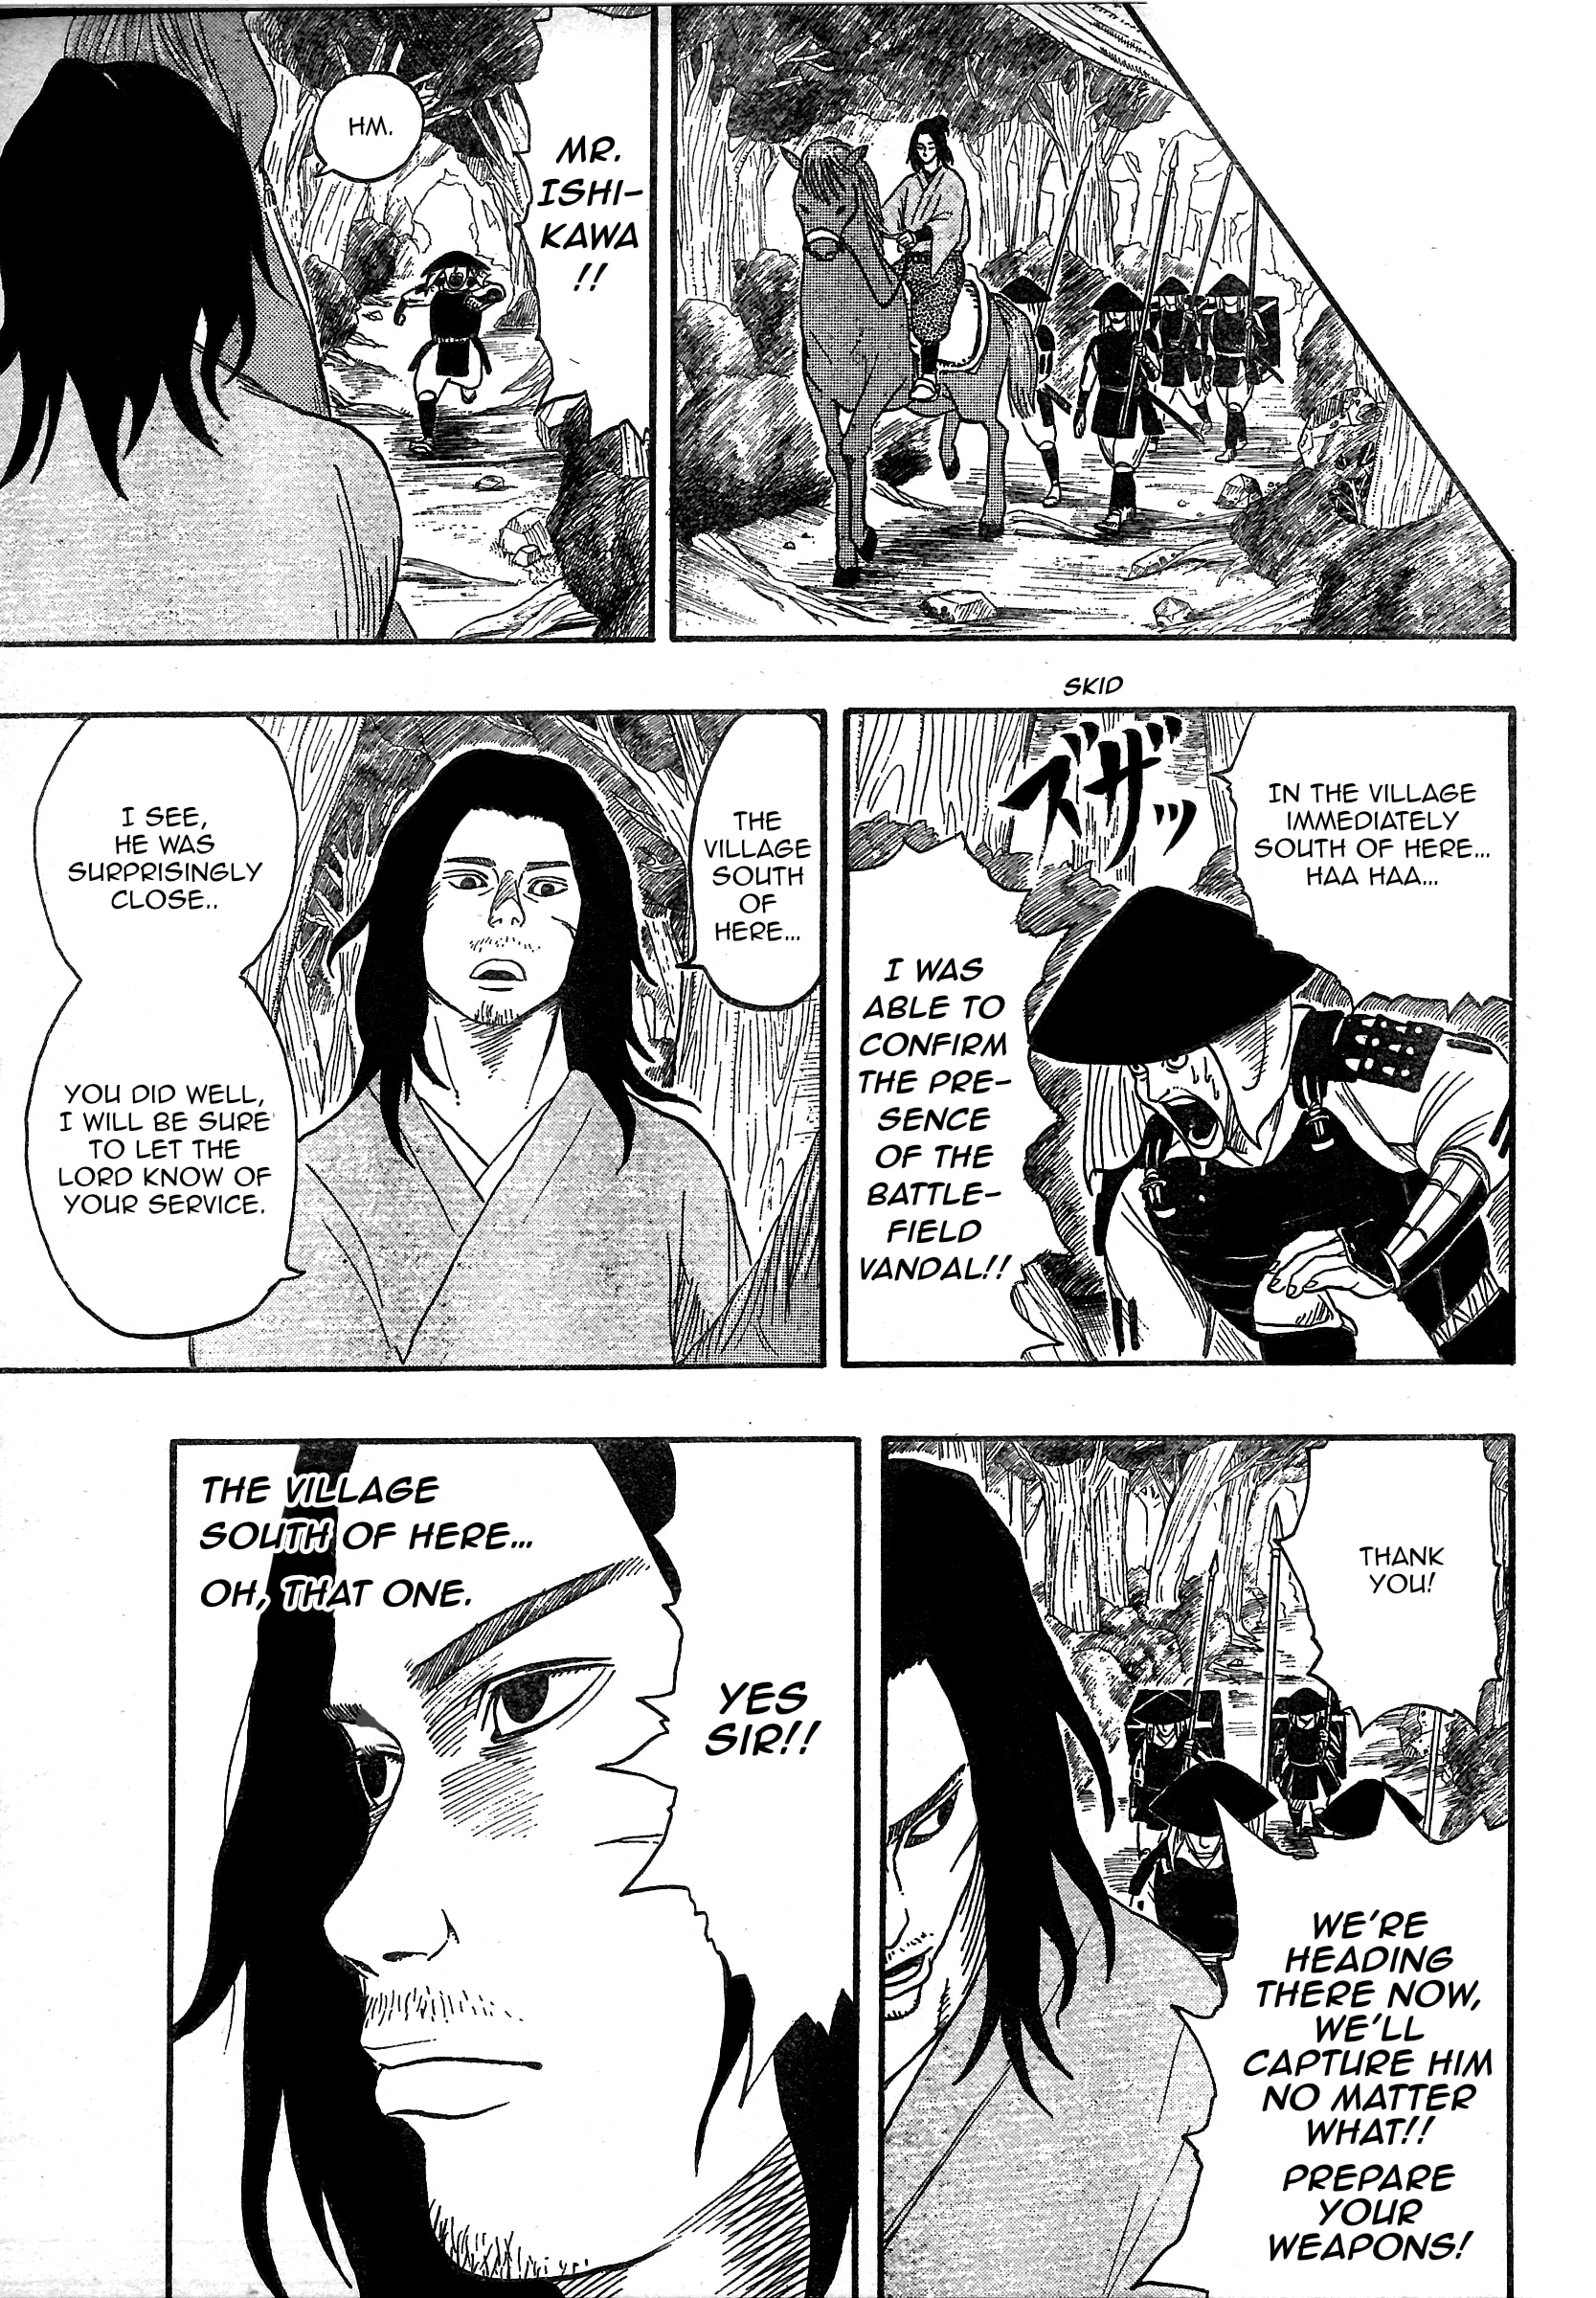 MR.
ISHI-
KAWA
!!
HM.
SKID
ズザッ
IN THE VILLAGE
IMMEDIATELY
SOUTH OF HERE...
HAA HAA...
I WAS
ABLE TO
CONFIRM
THE PRE-
SENCE
OF THE
BATTLE-
FIELD
VANDAL!!
THE
VILLAGE
SOUTH
OF
HERE...
I SEE,
HE WAS
SURPRISINGLY
CLOSE..
YOU DID WELL,
I WILL BE SURE
TO LET THE
LORD KNOW OF
YOUR SERVICE.
THANK
YOU!
WE'RE
HEADING
THERE NOW,
WE'LL
CAPTURE HIM
NO MATTER
WHAT!!
PREPARE
YOUR
WEAPONS!
YES
SIR!!
THE VILLAGE
SOUTH OF HERE...
OH, THAT ONE.